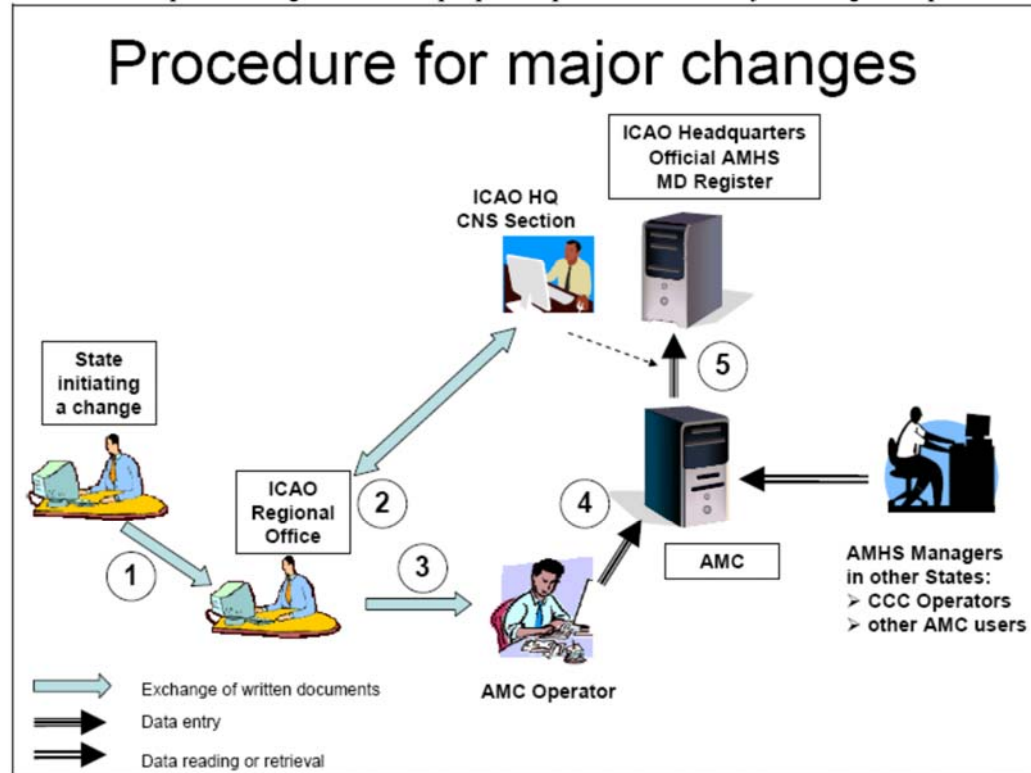 Procedure for major changes
ICAO Headquarters
Official AMHS
MD Register
ICAO HQ
CNS Section
State
initiating
a change
5
ICAO
Regional
Office
2
4
1
3
AMC
AMHS Managers
in other States:
➢ CCC Operators
➢ other AMC users
AMC Operator
Exchange of written documents
Data entry
Data reading or retrieval